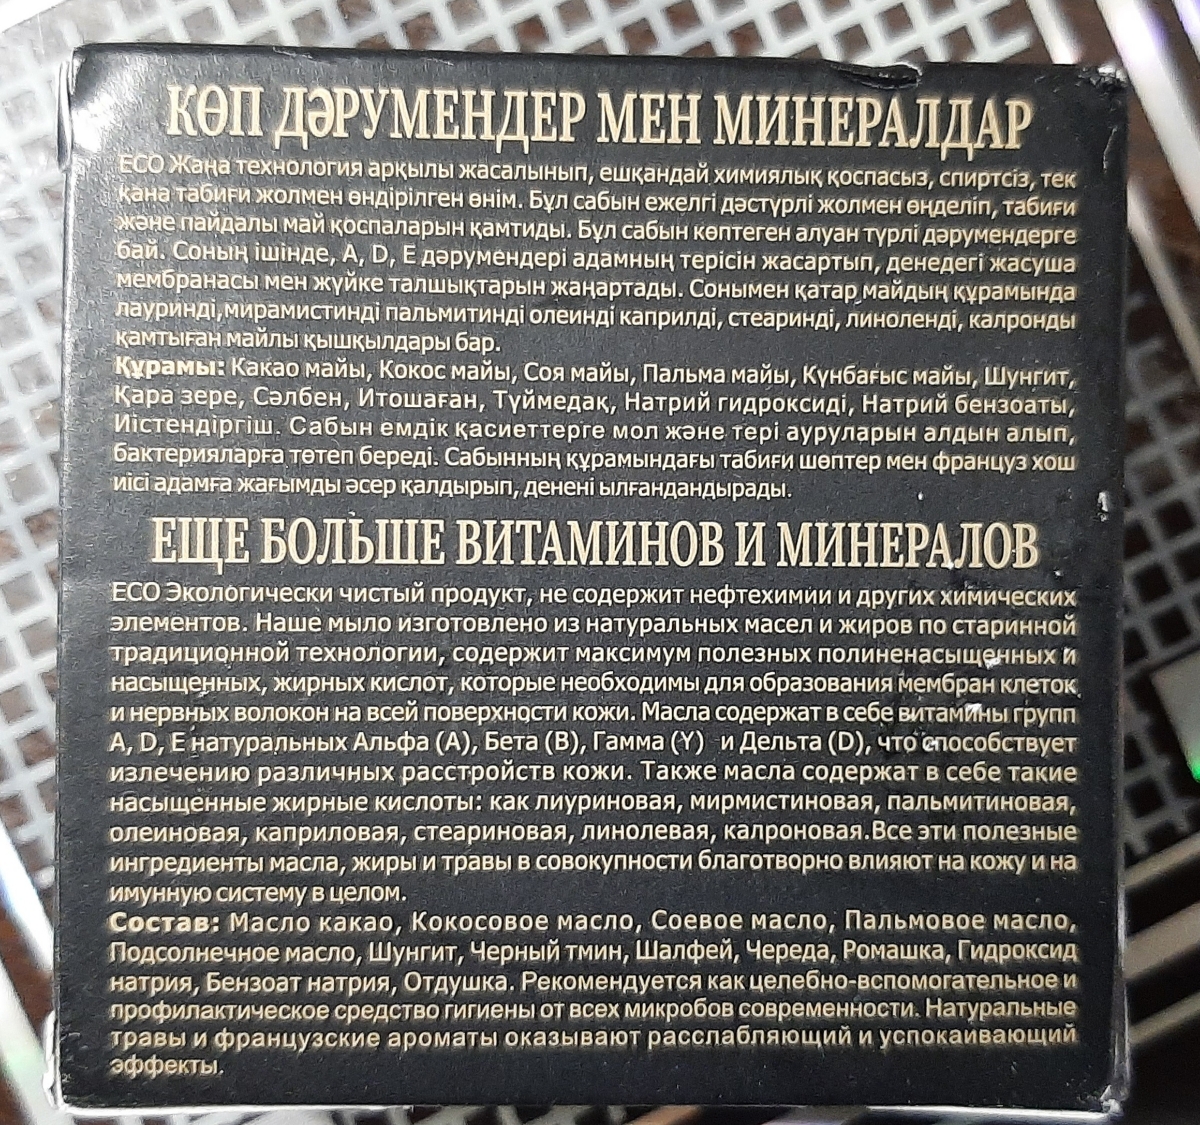 КӨП ДӘРУМЕНДЕР МЕН МИНЕРАЛДАР
ECO Жаңа технология арқылы жасалынып, ешқандай химиялық қоспасыз, спиртсіз, тек
қана табиғи жолмен өндірілген өнім. Бұл сабын ежелгі дәстүрлі жолмен өңделіп, табиғи
және пайдалы май қоспаларын қамтиды. Бұл сабын көптеген алуан түрлі дәрумендерге
бай. Соның ішінде, A, D, E дәрумендері адамның терісін жасартып, денедегі жасуша
мембранасы мен жүйке талшықтарын жаңартады. Сонымен қатар майдың құрамында
лауринді,мирамистинді пальмитинді олеинді каприлді, стеаринді, линоленді, калронды
қамтыған майлы қышқылдары бар.
Құрамы: Какао майы, Кокос майы, Соя майы, Пальма майы, Күнбағыс майы, Шунгит,
Қара зере, Сәлбен, Итошаған, Түймедақ, Натрий гидроксиді, Натрий бензоаты,
Иістендіргіш. Сабын емдік қасиеттерге мол және тері ауруларын алдын алып,
бактерияларға төтеп береді. Сабынның құрамындағы табиғи шөптер мен француз хош
иісі адамға жағымды әсер қалдырып, денені ылғандандырады.
ЕЩЕ БОЛЬШЕ ВИТАМИНОВ И МИНЕРАЛОВ
ECO Экологически чистый продукт, не содержит нефтехимии и других химических
элементов. Наше мыло изготовлено из натуральных масел и жиров по старинной
традиционной технологии, содержит максимум полезных полиненасыщенных и
насыщенных, жирных кислот, которые необходимы для образования мембран клеток
и нервных волокон на всей поверхности кожи. Масла содержат в себе витамины групп
A, D, E натуральных Альфа (A), Бета (B), Гамма (Y) и Дельта (D), что способствует
излечению различных расстройств кожи. Также масла содержат в себе такие
насыщенные жирные кислоты: как лиуриновая, мирмистиновая, пальмитиновая,
олеиновая, каприловая, стеариновая, линолевая, калроновая.Все эти полезные
ингредиенты масла, жиры и травы в совокупности благотворно влияют на кожу и на
имунную систему в целом.
Состав: Масло какао, Кокосовое масло, Соевое масло, Пальмовое масло,
Подсолнечное масло, Шунгит, Черный тмин, Шалфей, Череда, Ромашка, Гидроксид
натрия, Бензоат натрия, Отдушка. Рекомендуется как целебно-вспомогательное и
профилактическое средство гигиены от всех микробов современности. Натуральные
травы и французские ароматы оказывают расслабляющий и успокаивающий
эффекты.